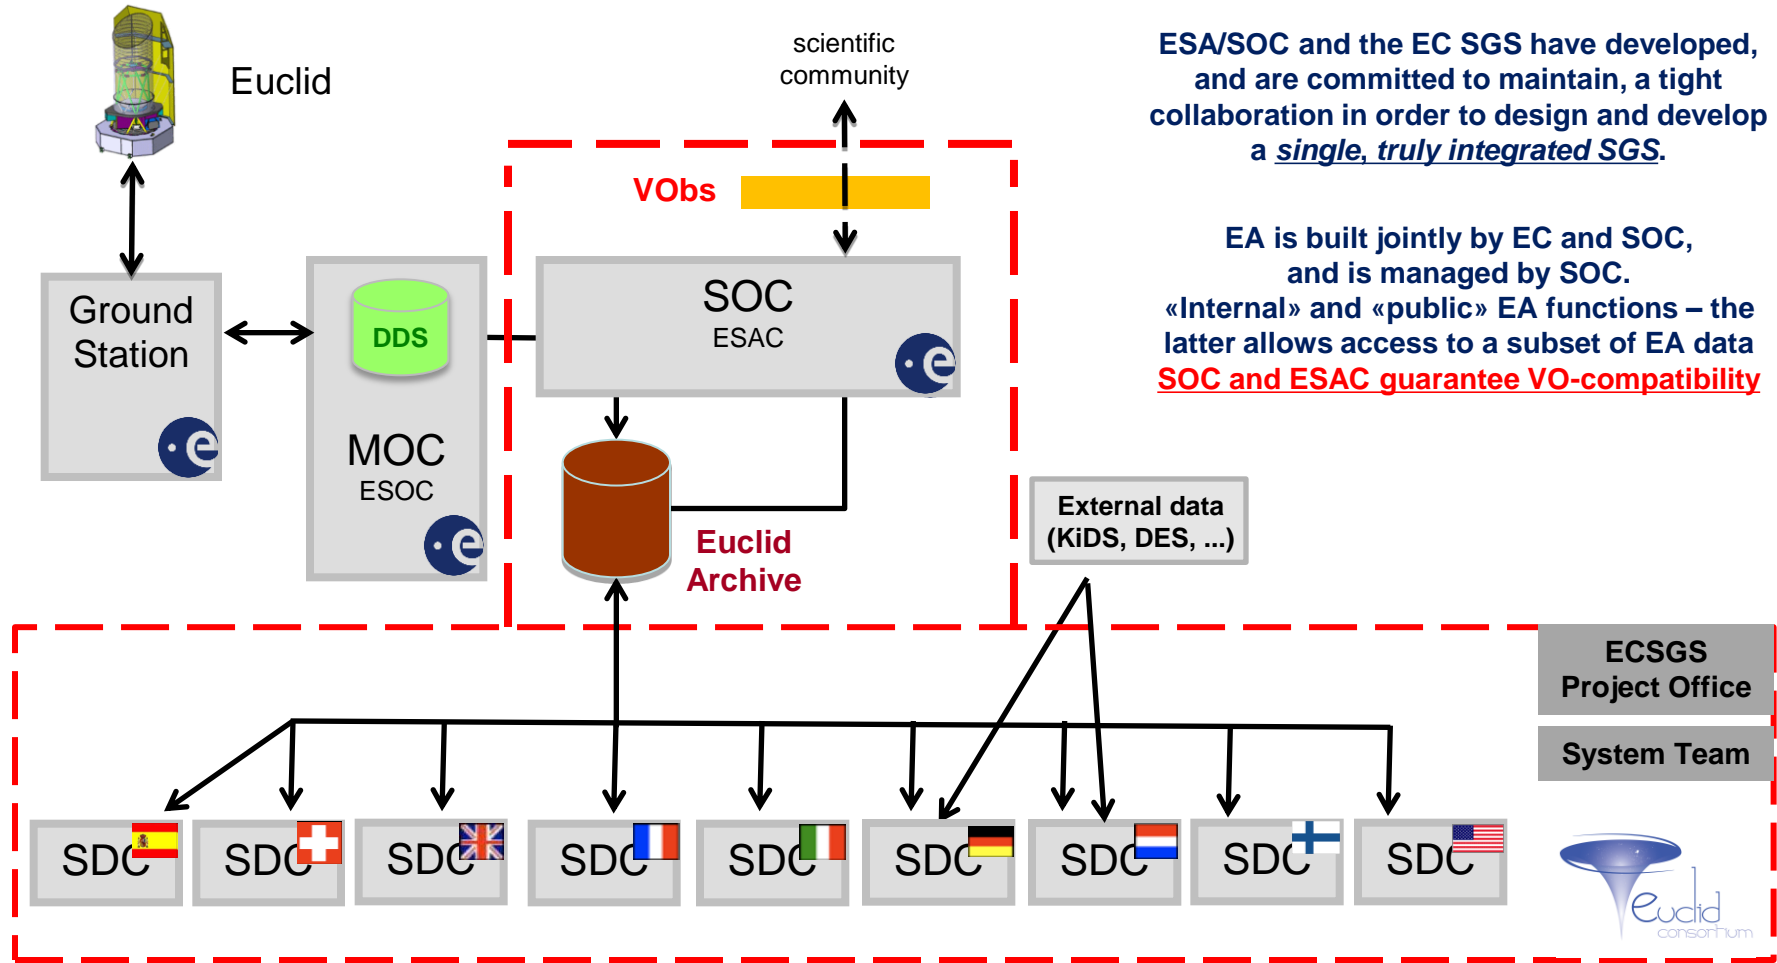 Euclid
scientific
community
ESA/SOC and the EC SGS have developed,
and are committed to maintain, a tight
collaboration in order to design and develop
a single, truly integrated SGS.
VObs
EA is built jointly by EC and SOC,
and is managed by SOC.
«Internal» and «public» EA functions – the
latter allows access to a subset of EA data
SOC and ESAC guarantee VO-compatibility
Ground
Station
DDS
MOC
ESOC
SOC
ESAC
Euclid
Archive
External data
(KiDS, DES, ...)
ECSGS
Project Office
System Team
SDC
SDC
SDC
SDC
SDC
SDC
SDC
SDC
SDC
euclid
consortium